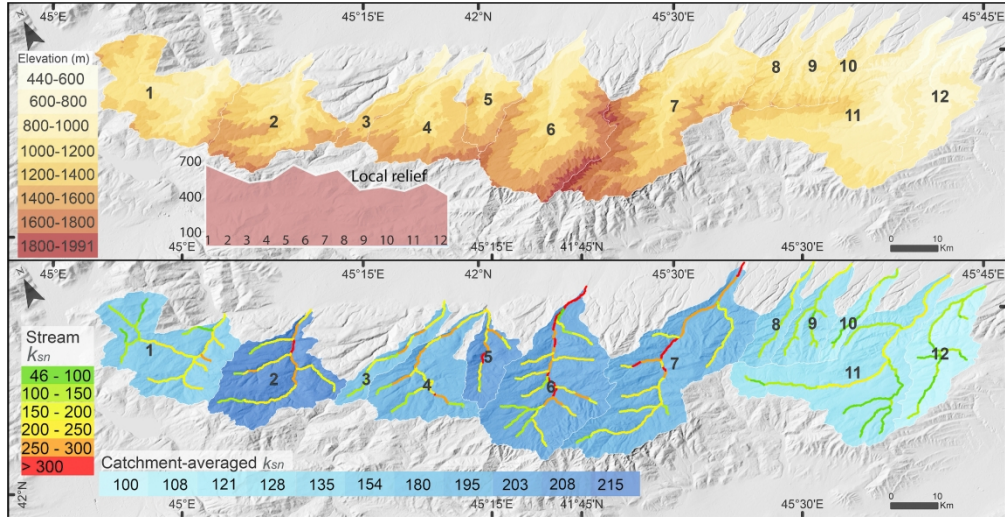 45°E
45°15'E
42°N
45°30'E
45°45'E
N
Elevation (m)
440-600
600-800
800-1000
1000-1200
1200-1400
1400-1600
1600-1800
1800-1991
1
2
3
4
5
6
7
8
9
10
11
12
700
400
100
Local relief
1 2 3 4 5 6 7 8 9 10 11 12
0 10
Km
45°E
45°15'E
41°45'N
45°30'E
45°E
45°15'E
42°N
45°30'E
45°45'E
N
Stream
ksn
46 - 100
100 - 150
150 - 200
200 - 250
250 - 300
> 300
1
2
3
4
5
6
7
8
9
10
11
12
Catchment-averaged ksn
100 108 121 128 135 154 180 195 203 208 215
0 10
Km
42°N
45°E
45°15'E
41°45'N
45°30'E